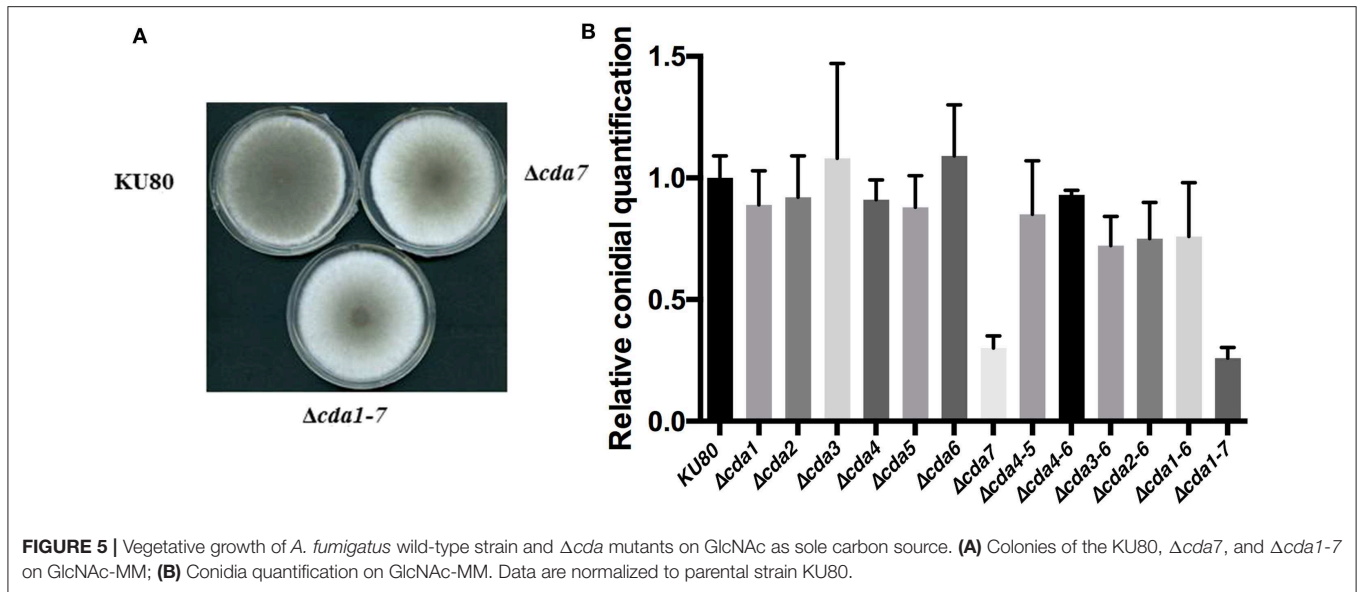 A
KU80
Δcda7
Δcda1-7
B
Relative conidial quantification
1.5
1.0
0.5
0.0
KU80
Δcda1
Δcda2
Δcda3
Δcda4
Δcda5
Δcda6
Δcda7
Δcda4-5
Δcda4-6
Δcda3-6
Δcda2-6
Δcda1-6
Δcda1-7
FIGURE 5 | Vegetative growth of A. fumigatus wild-type strain and Δcda mutants on GlcNAc as sole carbon source. (A) Colonies of the KU80, Δcda7, and Δcda1-7
on GlcNAc-MM; (B) Conidia quantification on GlcNAc-MM. Data are normalized to parental strain KU80.